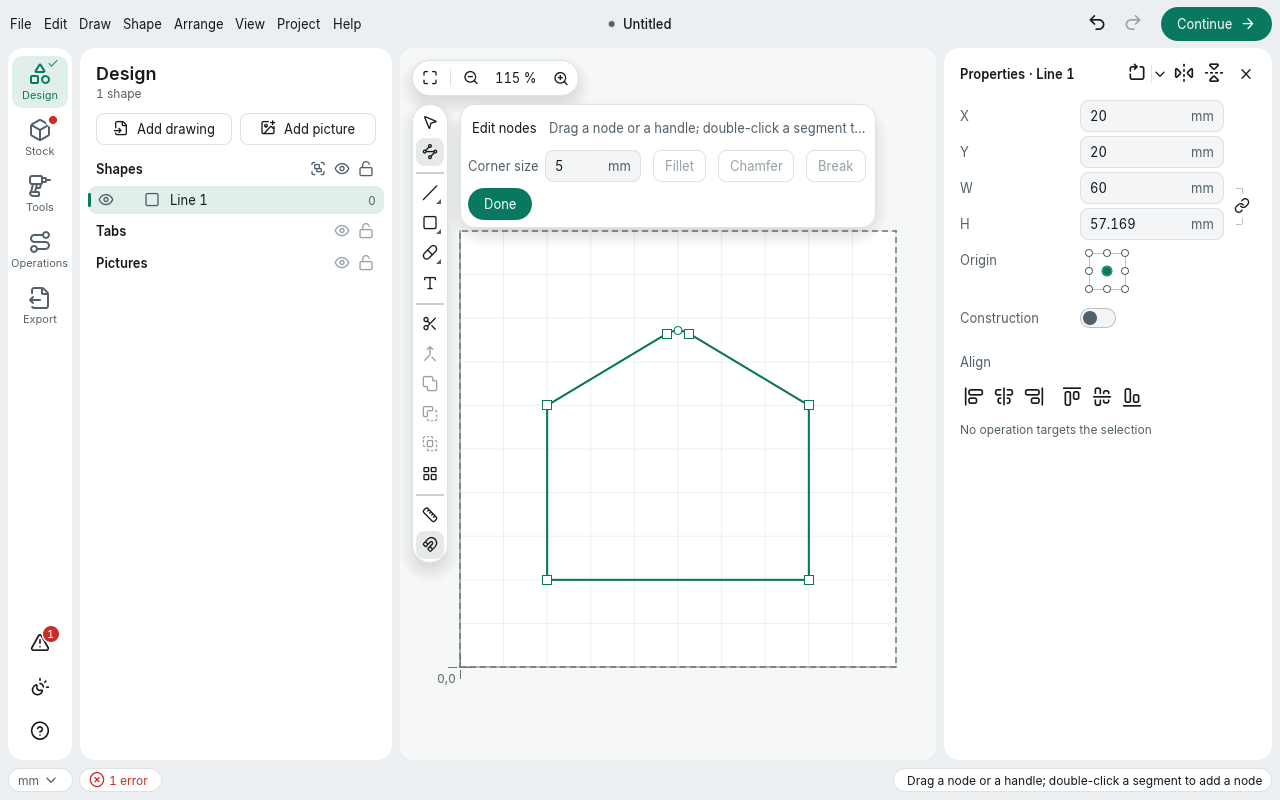 File Edit Draw Shape Arrange View Project Help
Untitled
Continue
Design
Stock
Tools
Operations
Export
1
Design
1 shape
Add drawing
Add picture
Shapes
Line 1
0
Tabs
Pictures
115 %
Edit nodes
Drag a node or a handle; double-click a segment t…
Corner size
5 mm
Fillet
Chamfer
Break
Done
0,0
Properties · Line 1
X 20 mm
Y 20 mm
W 60 mm
H 57.169 mm
Origin
Construction
Align
No operation targets the selection
mm
1 error
Drag a node or a handle; double-click a segment to add a node